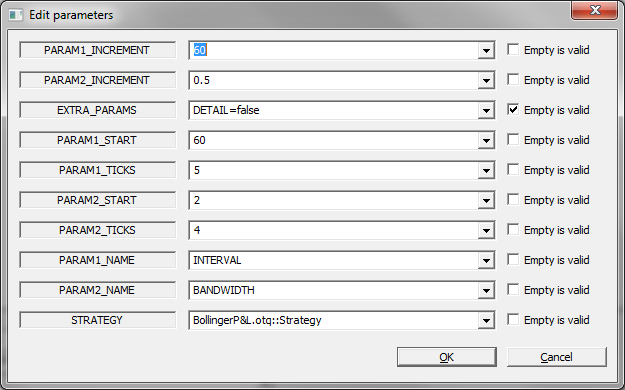 Edit parameters
PARAM1_INCREMENT 60 Empty is valid
PARAM2_INCREMENT 0.5 Empty is valid
EXTRA_PARAMS DETAIL=false Empty is valid
PARAM1_START 60 Empty is valid
PARAM1_TICKS 5 Empty is valid
PARAM2_START 2 Empty is valid
PARAM2_TICKS 4 Empty is valid
PARAM1_NAME INTERVAL Empty is valid
PARAM2_NAME BANDWIDTH Empty is valid
STRATEGY BollingerP&L.otq::Strategy Empty is valid
OK Cancel